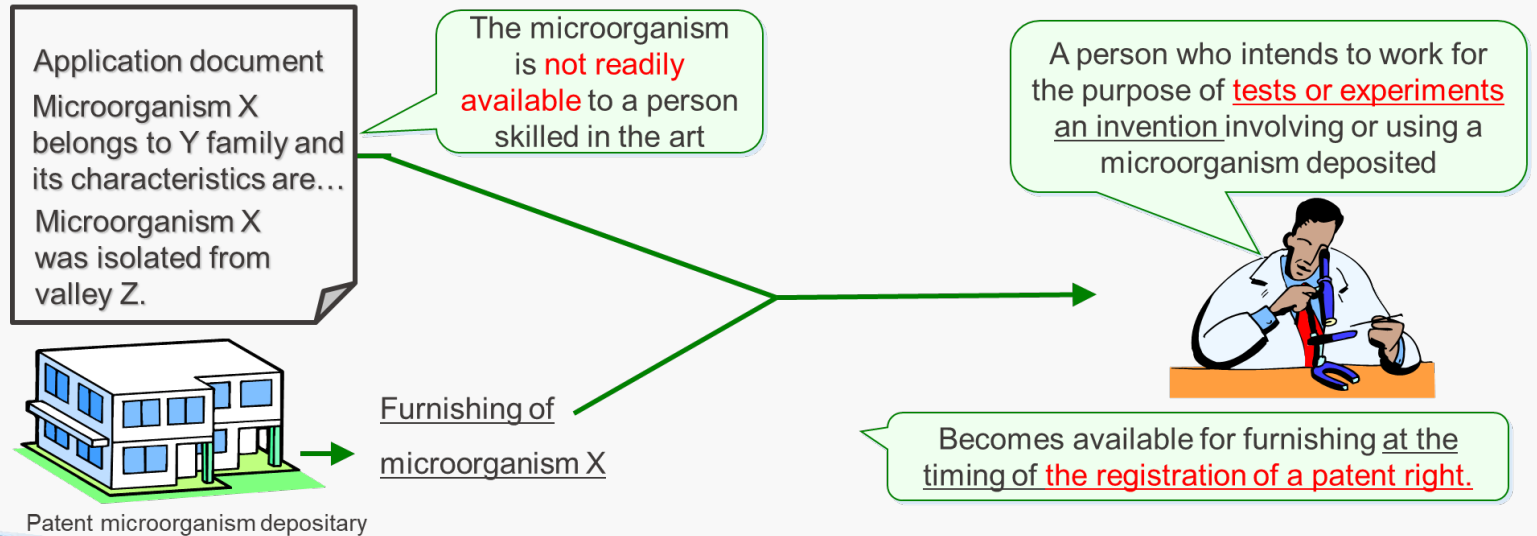 Application document
Microorganism X
belongs to Y family and
its characteristics are…
Microorganism X
was isolated from
valley Z.
The microorganism
is not readily
available to a person
skilled in the art
A person who intends to work for
the purpose of tests or experiments
an invention involving or using a
microorganism deposited
Furnishing of
microorganism X
Becomes available for furnishing at the
timing of the registration of a patent right.
Patent microorganism depositary